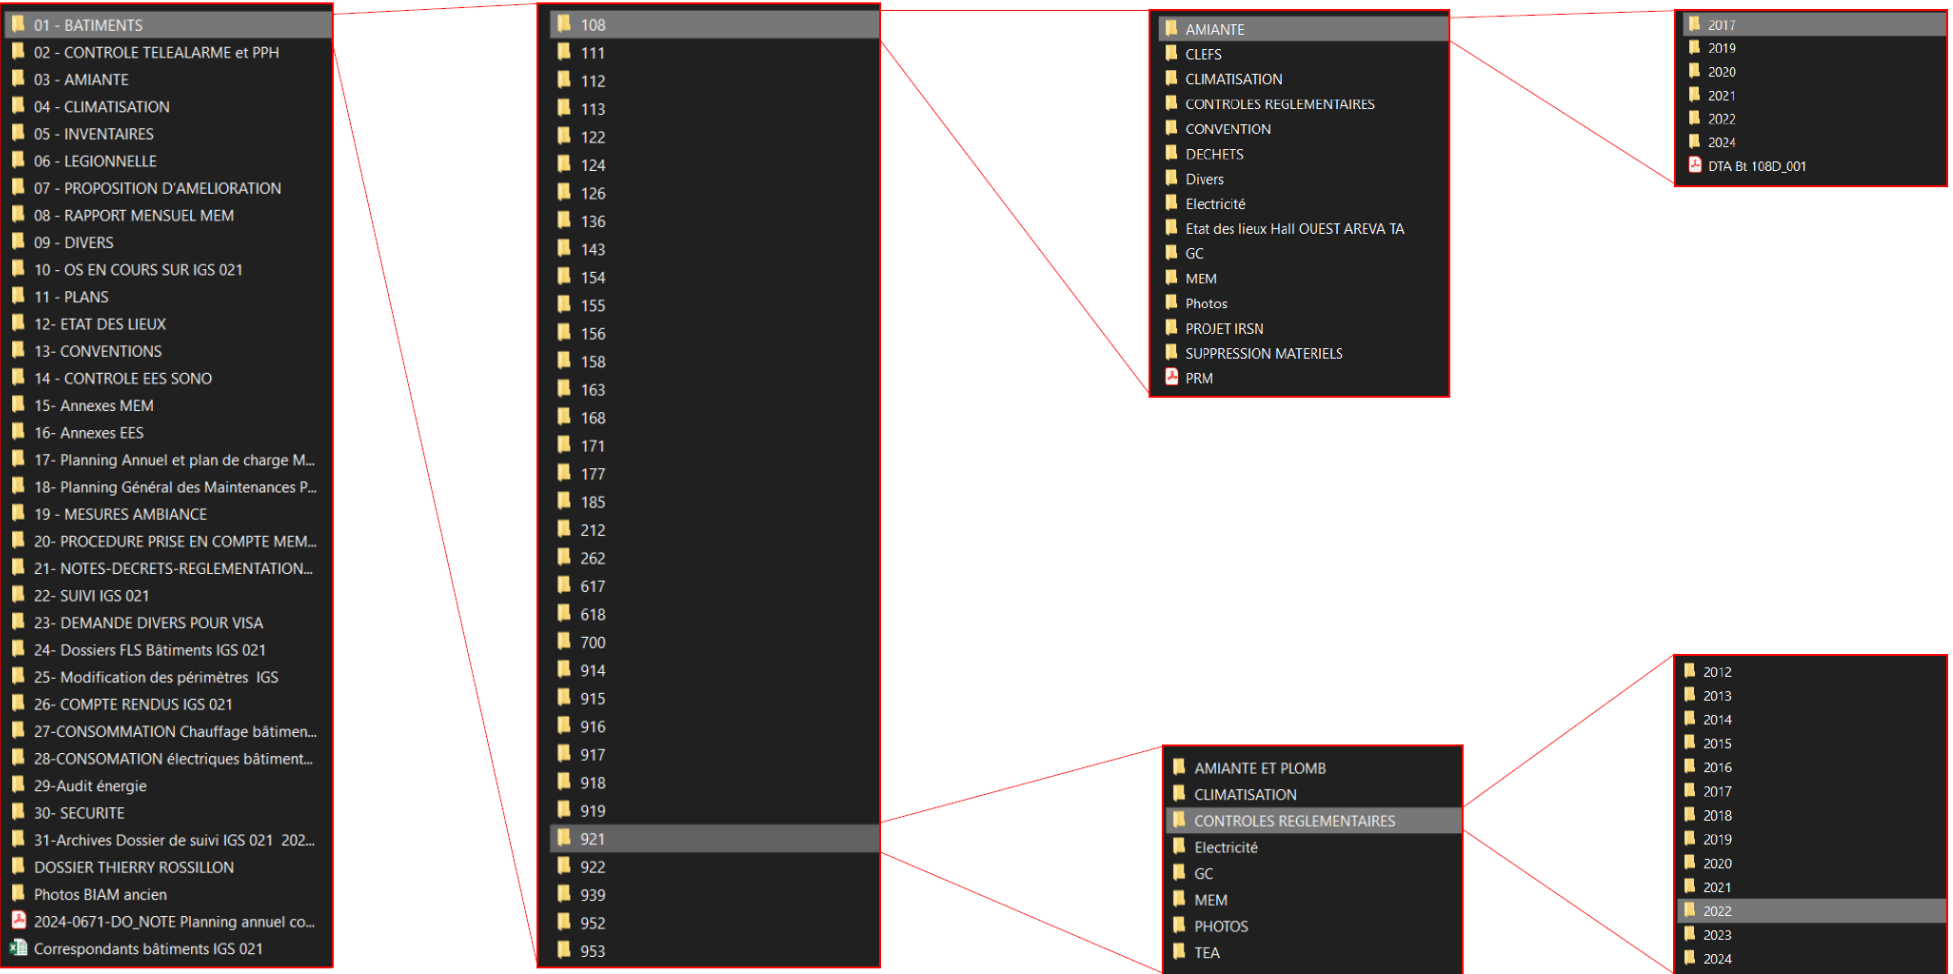 01 - BATIMENTS
02 - CONTROLE TELEALARME et PPH
03 - AMIANTE
04 - CLIMATISATION
05 - INVENTAIRES
06 - LEGIONNELLE
07 - PROPOSITION D'AMELIORATION
08 - RAPPORT MENSUEL MEM
09 - DIVERS
10 - OS EN COURS SUR IGS 021
11 - PLANS
12- ETAT DES LIEUX
13- CONVENTIONS
14 - CONTROLE EES SONO
15- Annexes MEM
16- Annexes EES
17- Planning Annuel et plan de charge M...
18- Planning Général des Maintenances P...
19 - MESURES AMBIANCE
20- PROCEDURE PRISE EN COMPTE MEM...
21- NOTES-DECRETS-REGLEMENTATION...
22- SUIVI IGS 021
23- DEMANDE DIVERS POUR VISA
24- Dossiers FLS Bâtiments IGS 021
25- Modification des périmètres  IGS
26- COMPTE RENDUS IGS 021
27-CONSOMMATION Chauffage bâtimen...
28-CONSOMATION électriques bâtiment...
29-Audit énergie
30- SECURITE
31-Archives Dossier de suivi IGS 021  202...
DOSSIER THIERRY ROSSILLON
Photos BIAM ancien
2024-0671-DO_NOTE Planning annuel co...
Correspondants bâtiments IGS 021
108
111
112
113
122
124
126
136
143
154
155
156
158
163
168
171
177
185
212
262
617
618
700
914
915
916
917
918
919
921
922
939
952
953
AMIANTE
CLEFS
CLIMATISATION
CONTROLES REGLEMENTAIRES
CONVENTION
DECHETS
Divers
Electricité
Etat des lieux Hall OUEST AREVA TA
GC
MEM
Photos
PROJET IRSN
SUPPRESSION MATERIELS
PRM
2017
2019
2020
2021
2022
2024
DTA Bt 108D_001
AMIANTE ET PLOMB
CLIMATISATION
CONTROLES REGLEMENTAIRES
Electricité
GC
MEM
PHOTOS
TEA
2012
2013
2014
2015
2016
2017
2018
2019
2020
2021
2022
2023
2024